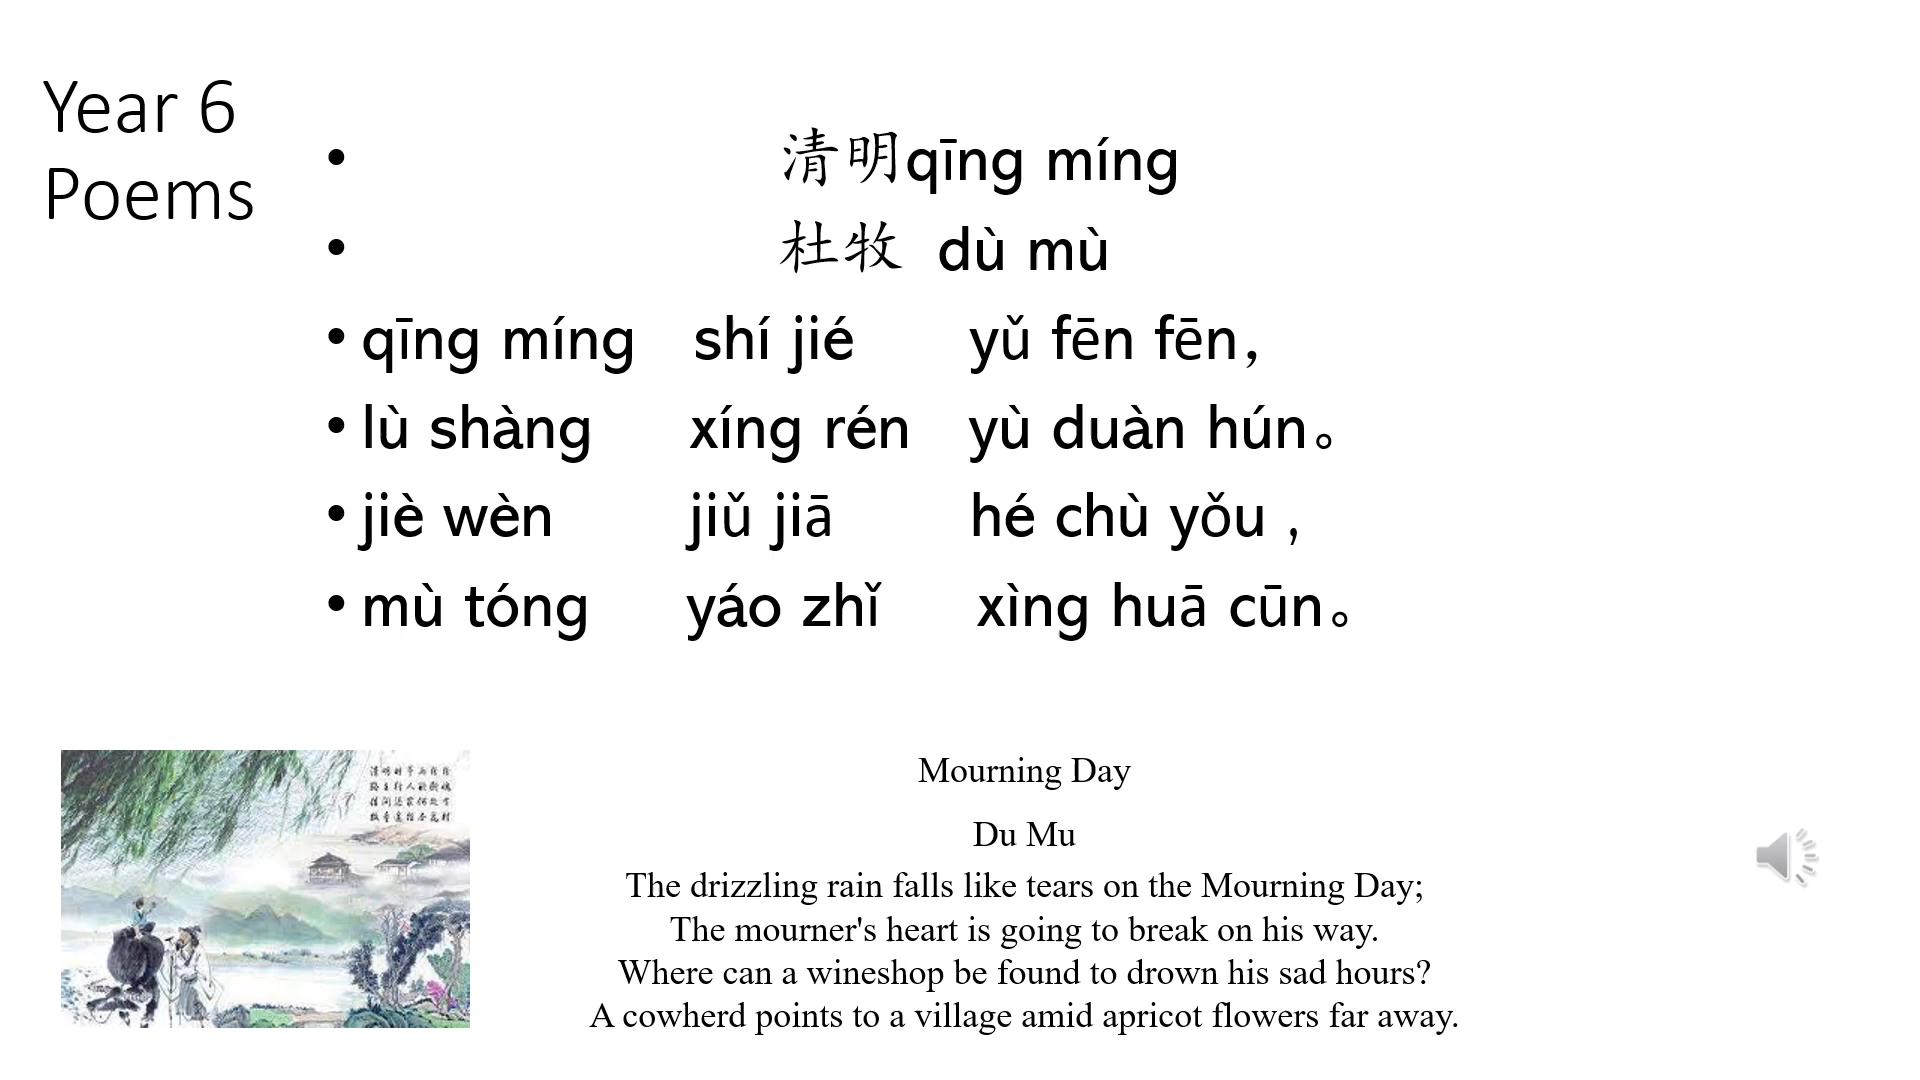 Year 6
Poems
• 清明qīng míng
• 杜牧 dù mù
• qīng míng shí jié yǔ fēn fēn，
• lù shàng xíng rén yù duàn hún。
• jiè wèn jiǔ jiā hé chù yǒu ,
• mù tóng yáo zhǐ xìng huā cūn。
Mourning Day
Du Mu
The drizzling rain falls like tears on the Mourning Day;
The mourner's heart is going to break on his way.
Where can a wineshop be found to drown his sad hours?
A cowherd points to a village amid apricot flowers far away.